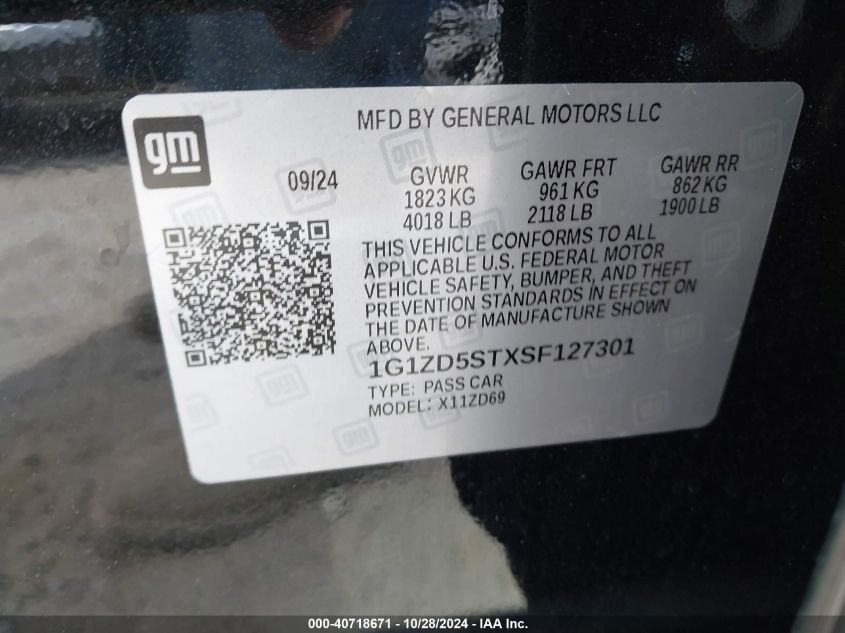 MFD BY GENERAL MOTORS LLC
gm
09/24
GVWR
1823 KG
4018 LB
GAWR FRT
961 KG
2118 LB
GAWR RR
862 KG
1900 LB
THIS VEHICLE CONFORMS TO ALL
APPLICABLE U.S. FEDERAL MOTOR
VEHICLE SAFETY, BUMPER, AND THEFT
PREVENTION STANDARDS IN EFFECT ON
THE DATE OF MANUFACTURE SHOWN
ABOVE.
1G1ZD5STXSF127301
TYPE: PASS CAR
MODEL: X11ZD69
000-40718671 - 10/28/2024 - IAA Inc.